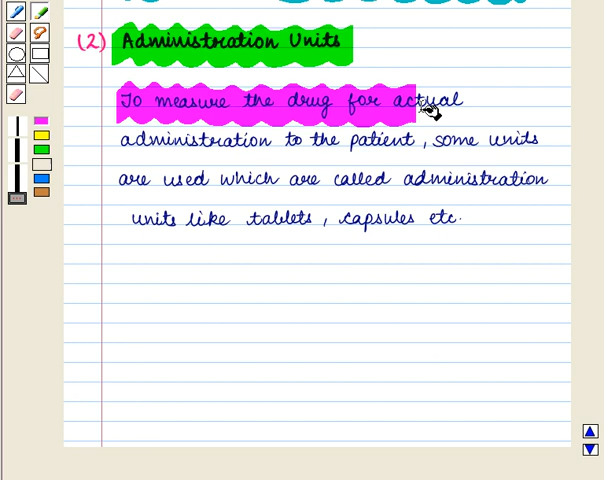 (2) Administration Units
To measure the drug for actual
administration to the patient, some units
are used which are called administration
units like tablets, capsules etc.